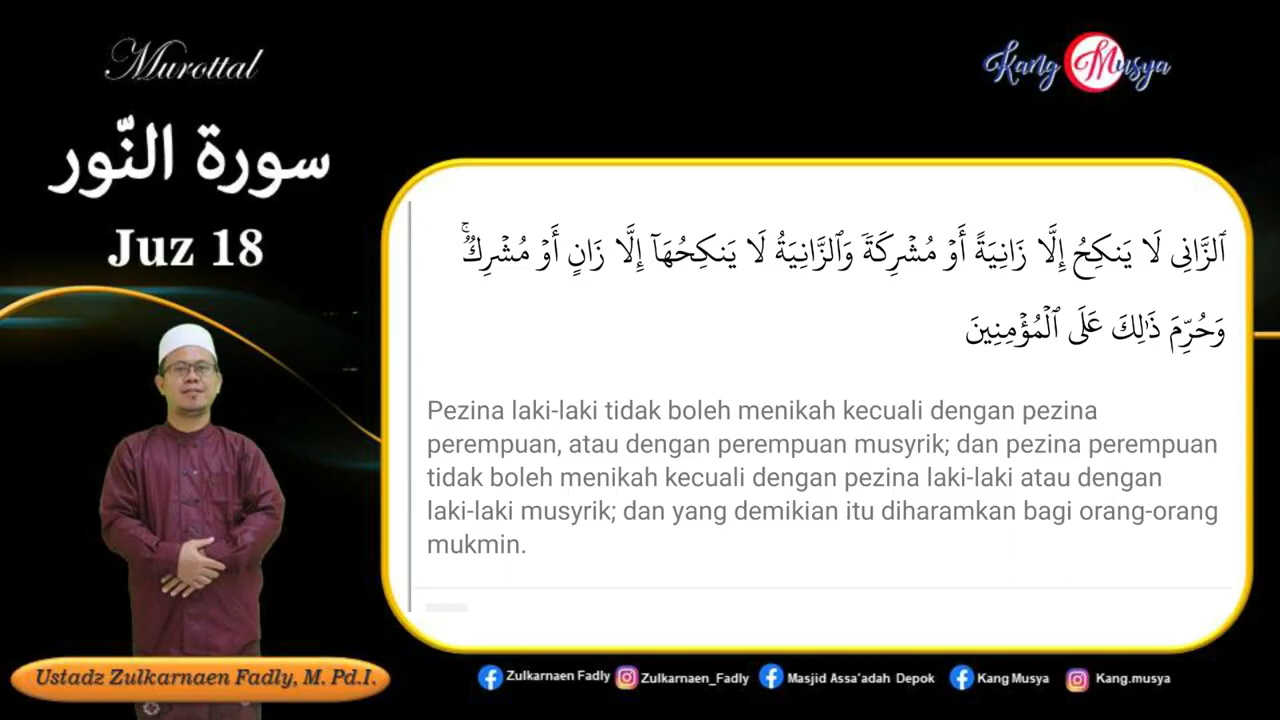 Murottal
Kang Musya
سورة النّور
Juz 18
ٱلزَّانِى لَا يَنكِحُ إِلَّا زَانِيَةً أَوْ مُشْرِكَةً وَٱلزَّانِيَةُ لَا يَنكِحُهَآ إِلَّا زَانٍ أَوْ مُشْرِكٌ ۚ
وَحُرِّمَ ذَٰلِكَ عَلَى ٱلْمُؤْمِنِينَ
Pezina laki-laki tidak boleh menikah kecuali dengan pezina
perempuan, atau dengan perempuan musyrik; dan pezina perempuan
tidak boleh menikah kecuali dengan pezina laki-laki atau dengan
laki-laki musyrik; dan yang demikian itu diharamkan bagi orang-orang
mukmin.
Ustadz Zulkarnaen Fadly, M. Pd.I.
Zulkarnaen Fadly Zulkarnaen_Fadly Masjid Assa'adah Depok Kang Musya Kang.musya